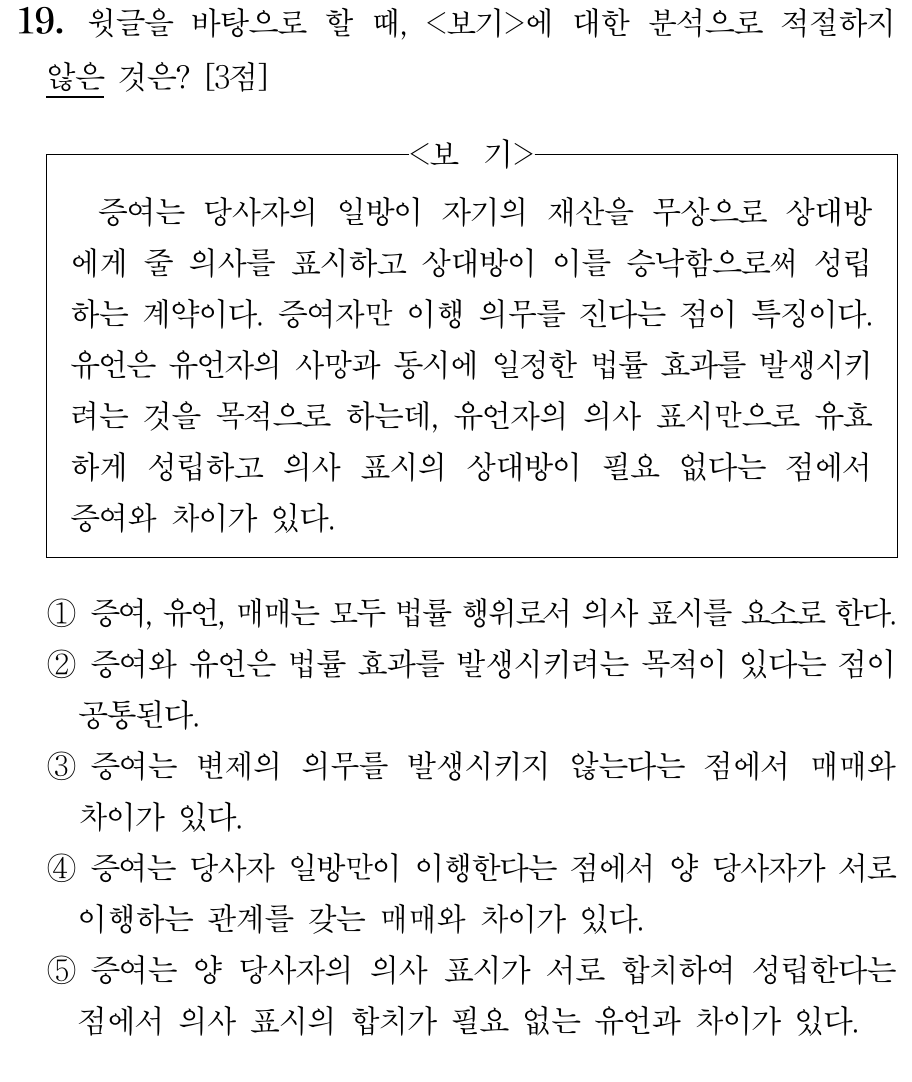 19. 윗글을 바탕으로 할 때, <보기>에 대한 분석으로 적절하지
않은 것은? [3점]
<보 기>
증여는 당사자의 일방이 자기의 재산을 무상으로 상대방
에게 줄 의사를 표시하고 상대방이 이를 승낙함으로써 성립
하는 계약이다. 증여자만 이행 의무를 진다는 점이 특징이다.
유언은 유언자의 사망과 동시에 일정한 법률 효과를 발생시키
려는 것을 목적으로 하는데, 유언자의 의사 표시만으로 유효
하게 성립하고 의사 표시의 상대방이 필요 없다는 점에서
증여와 차이가 있다.
① 증여, 유언, 매매는 모두 법률 행위로서 의사 표시를 요소로 한다.
② 증여와 유언은 법률 효과를 발생시키려는 목적이 있다는 점이
공통된다.
③ 증여는 변제의 의무를 발생시키지 않는다는 점에서 매매와
차이가 있다.
④ 증여는 당사자 일방만이 이행한다는 점에서 양 당사자가 서로
이행하는 관계를 갖는 매매와 차이가 있다.
⑤ 증여는 양 당사자의 의사 표시가 서로 합치하여 성립한다는
점에서 의사 표시의 합치가 필요 없는 유언과 차이가 있다.